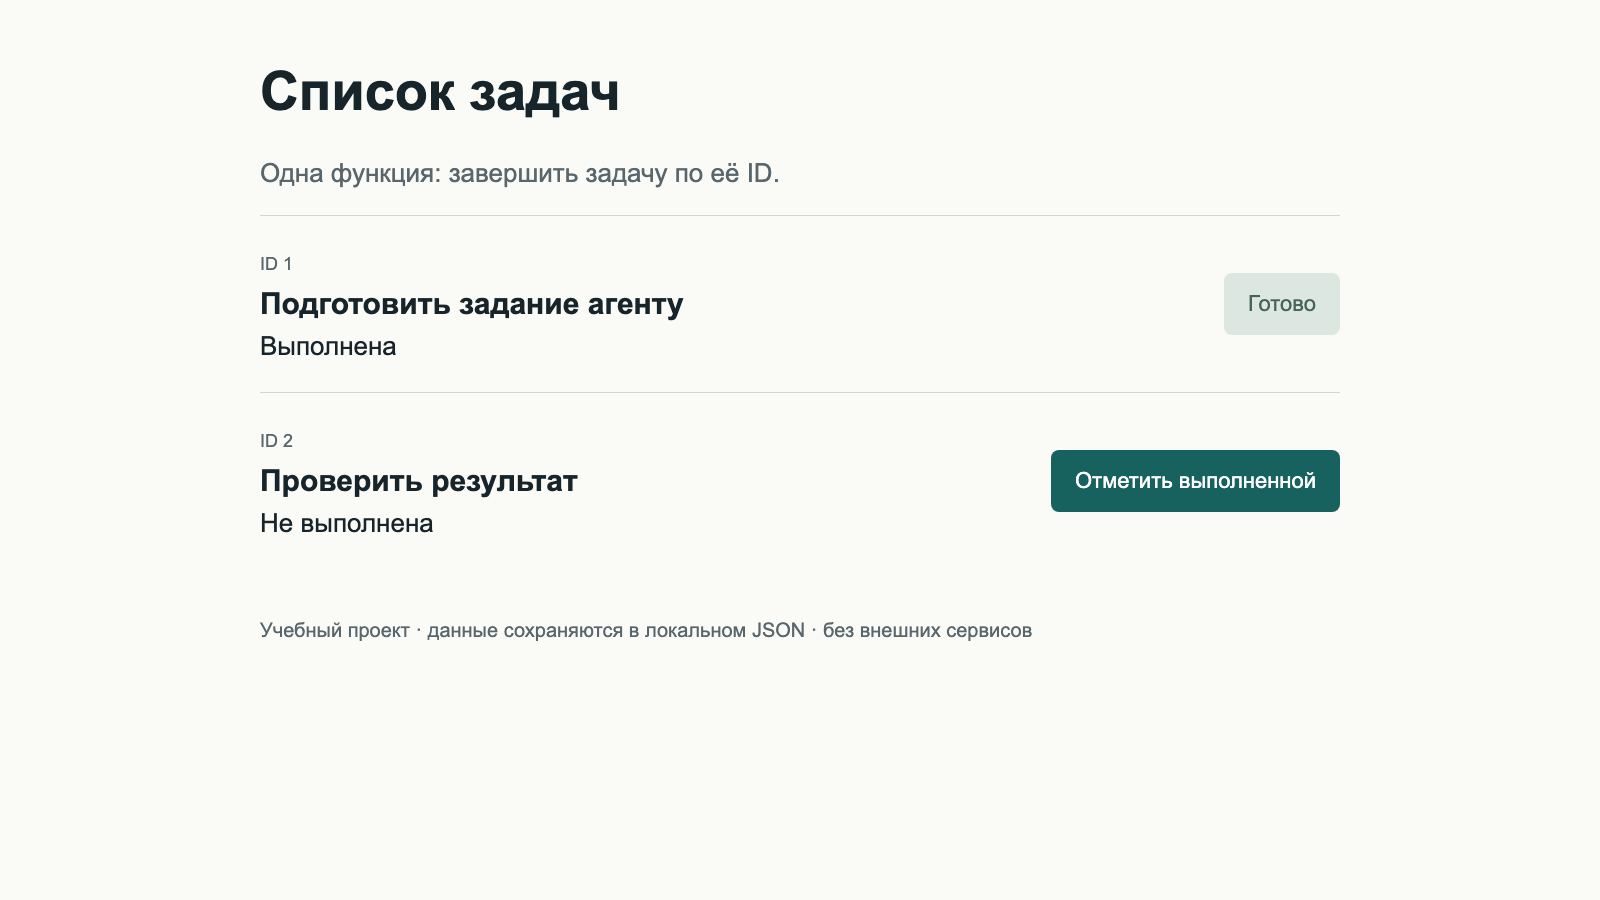 Список задач
Одна функция: завершить задачу по её ID.
ID 1
Подготовить задание агенту
Выполнена
Готово
ID 2
Проверить результат
Не выполнена
Отметить выполненной
Учебный проект · данные сохраняются в локальном JSON · без внешних сервисов